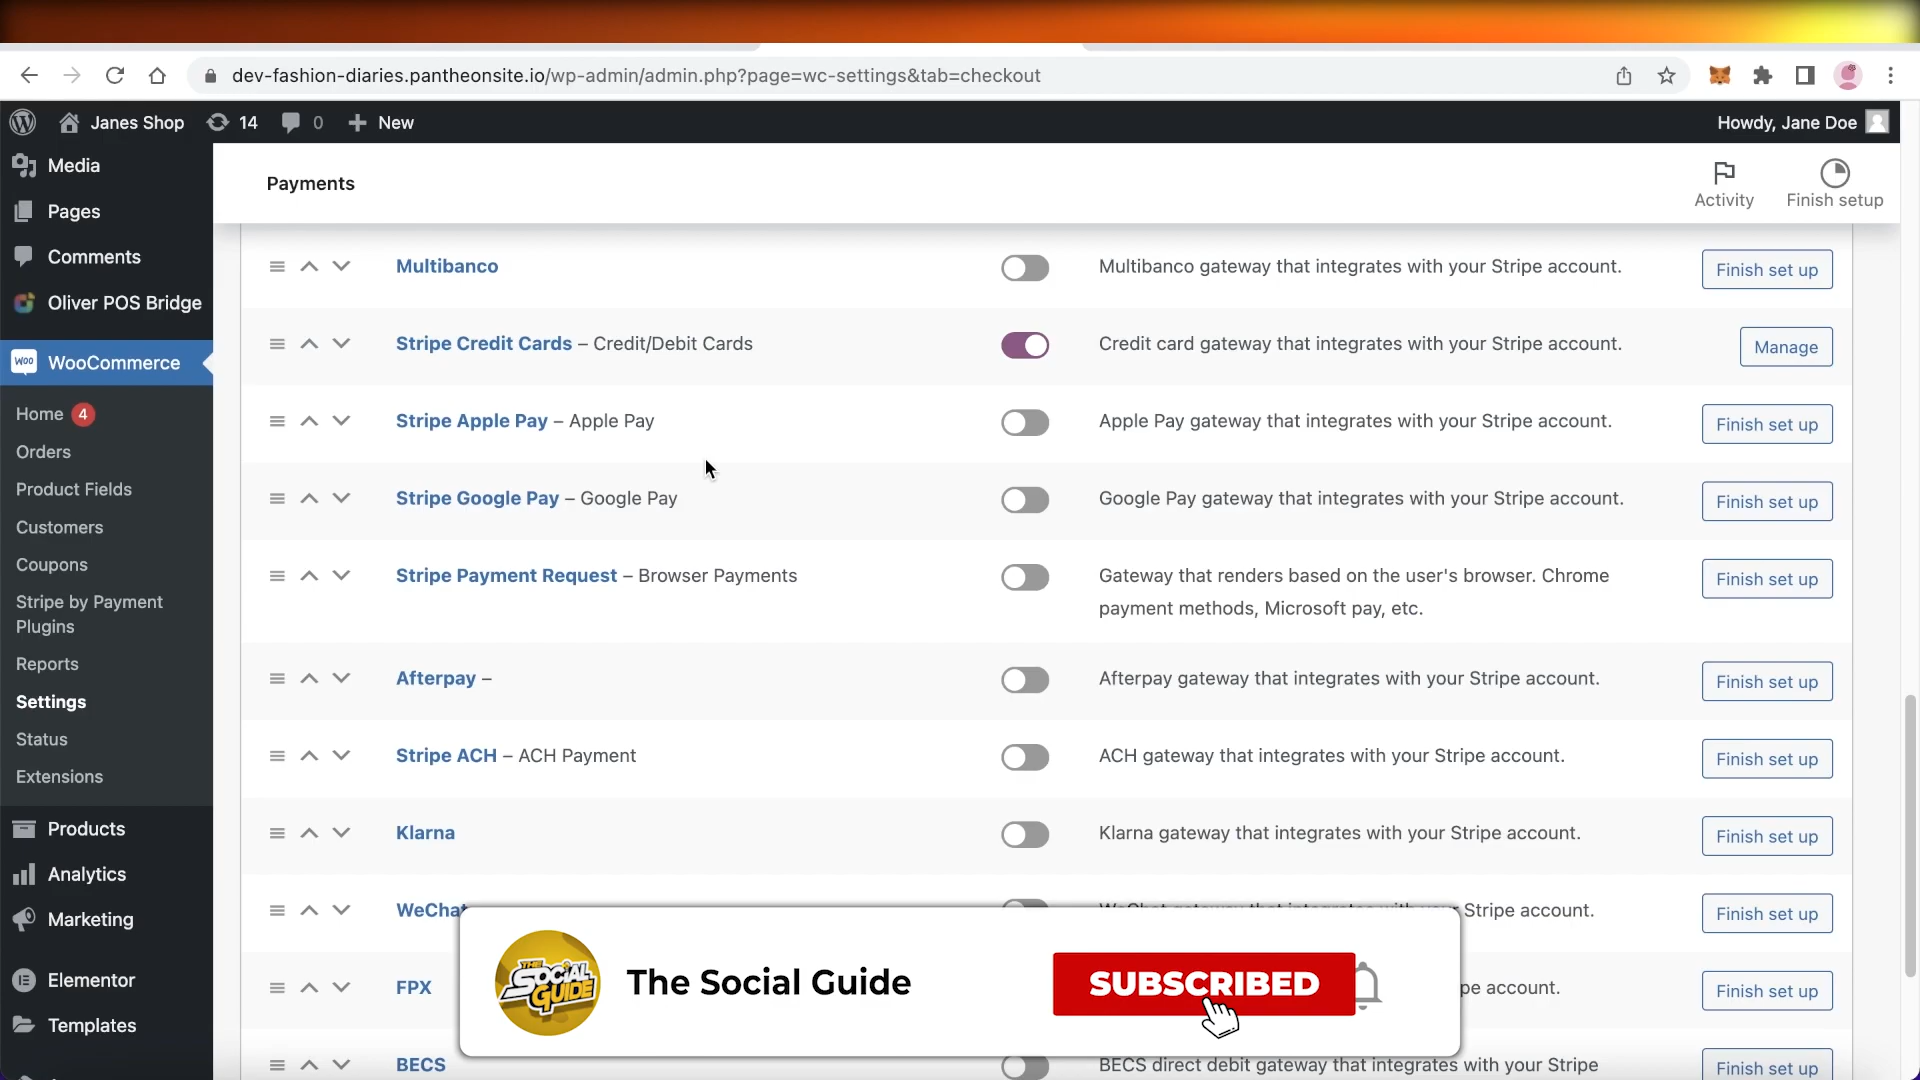 dev-fashion-diaries.pantheonsite.io/wp-admin/admin.php?page=wc-settings&tab=checkout
Janes Shop 14 0 New Howdy, Jane Doe
Media
Pages
Comments
Oliver POS Bridge
WOO WooCommerce
Home 4
Orders
Product Fields
Customers
Coupons
Stripe by Payment
Plugins
Reports
Settings
Status
Extensions
Products
Analytics
Marketing
Elementor
Templates
Payments
Activity
Finish setup
Multibanco Multibanco gateway that integrates with your Stripe account. Finish set up
Stripe Credit Cards – Credit/Debit Cards Credit card gateway that integrates with your Stripe account. Manage
Stripe Apple Pay – Apple Pay Apple Pay gateway that integrates with your Stripe account. Finish set up
Stripe Google Pay – Google Pay Google Pay gateway that integrates with your Stripe account. Finish set up
Stripe Payment Request – Browser Payments Gateway that renders based on the user's browser. Chrome Finish set up
payment methods, Microsoft pay, etc.
Afterpay – Afterpay gateway that integrates with your Stripe account. Finish set up
Stripe ACH – ACH Payment ACH gateway that integrates with your Stripe account. Finish set up
Klarna Klarna gateway that integrates with your Stripe account. Finish set up
WeChat Stripe account. Finish set up
FPX account. Finish set up
BECS BECS direct debit gateway that integrates with your Stripe Finish set up
THE SOCIAL GUIDE
The Social Guide SUBSCRIBED